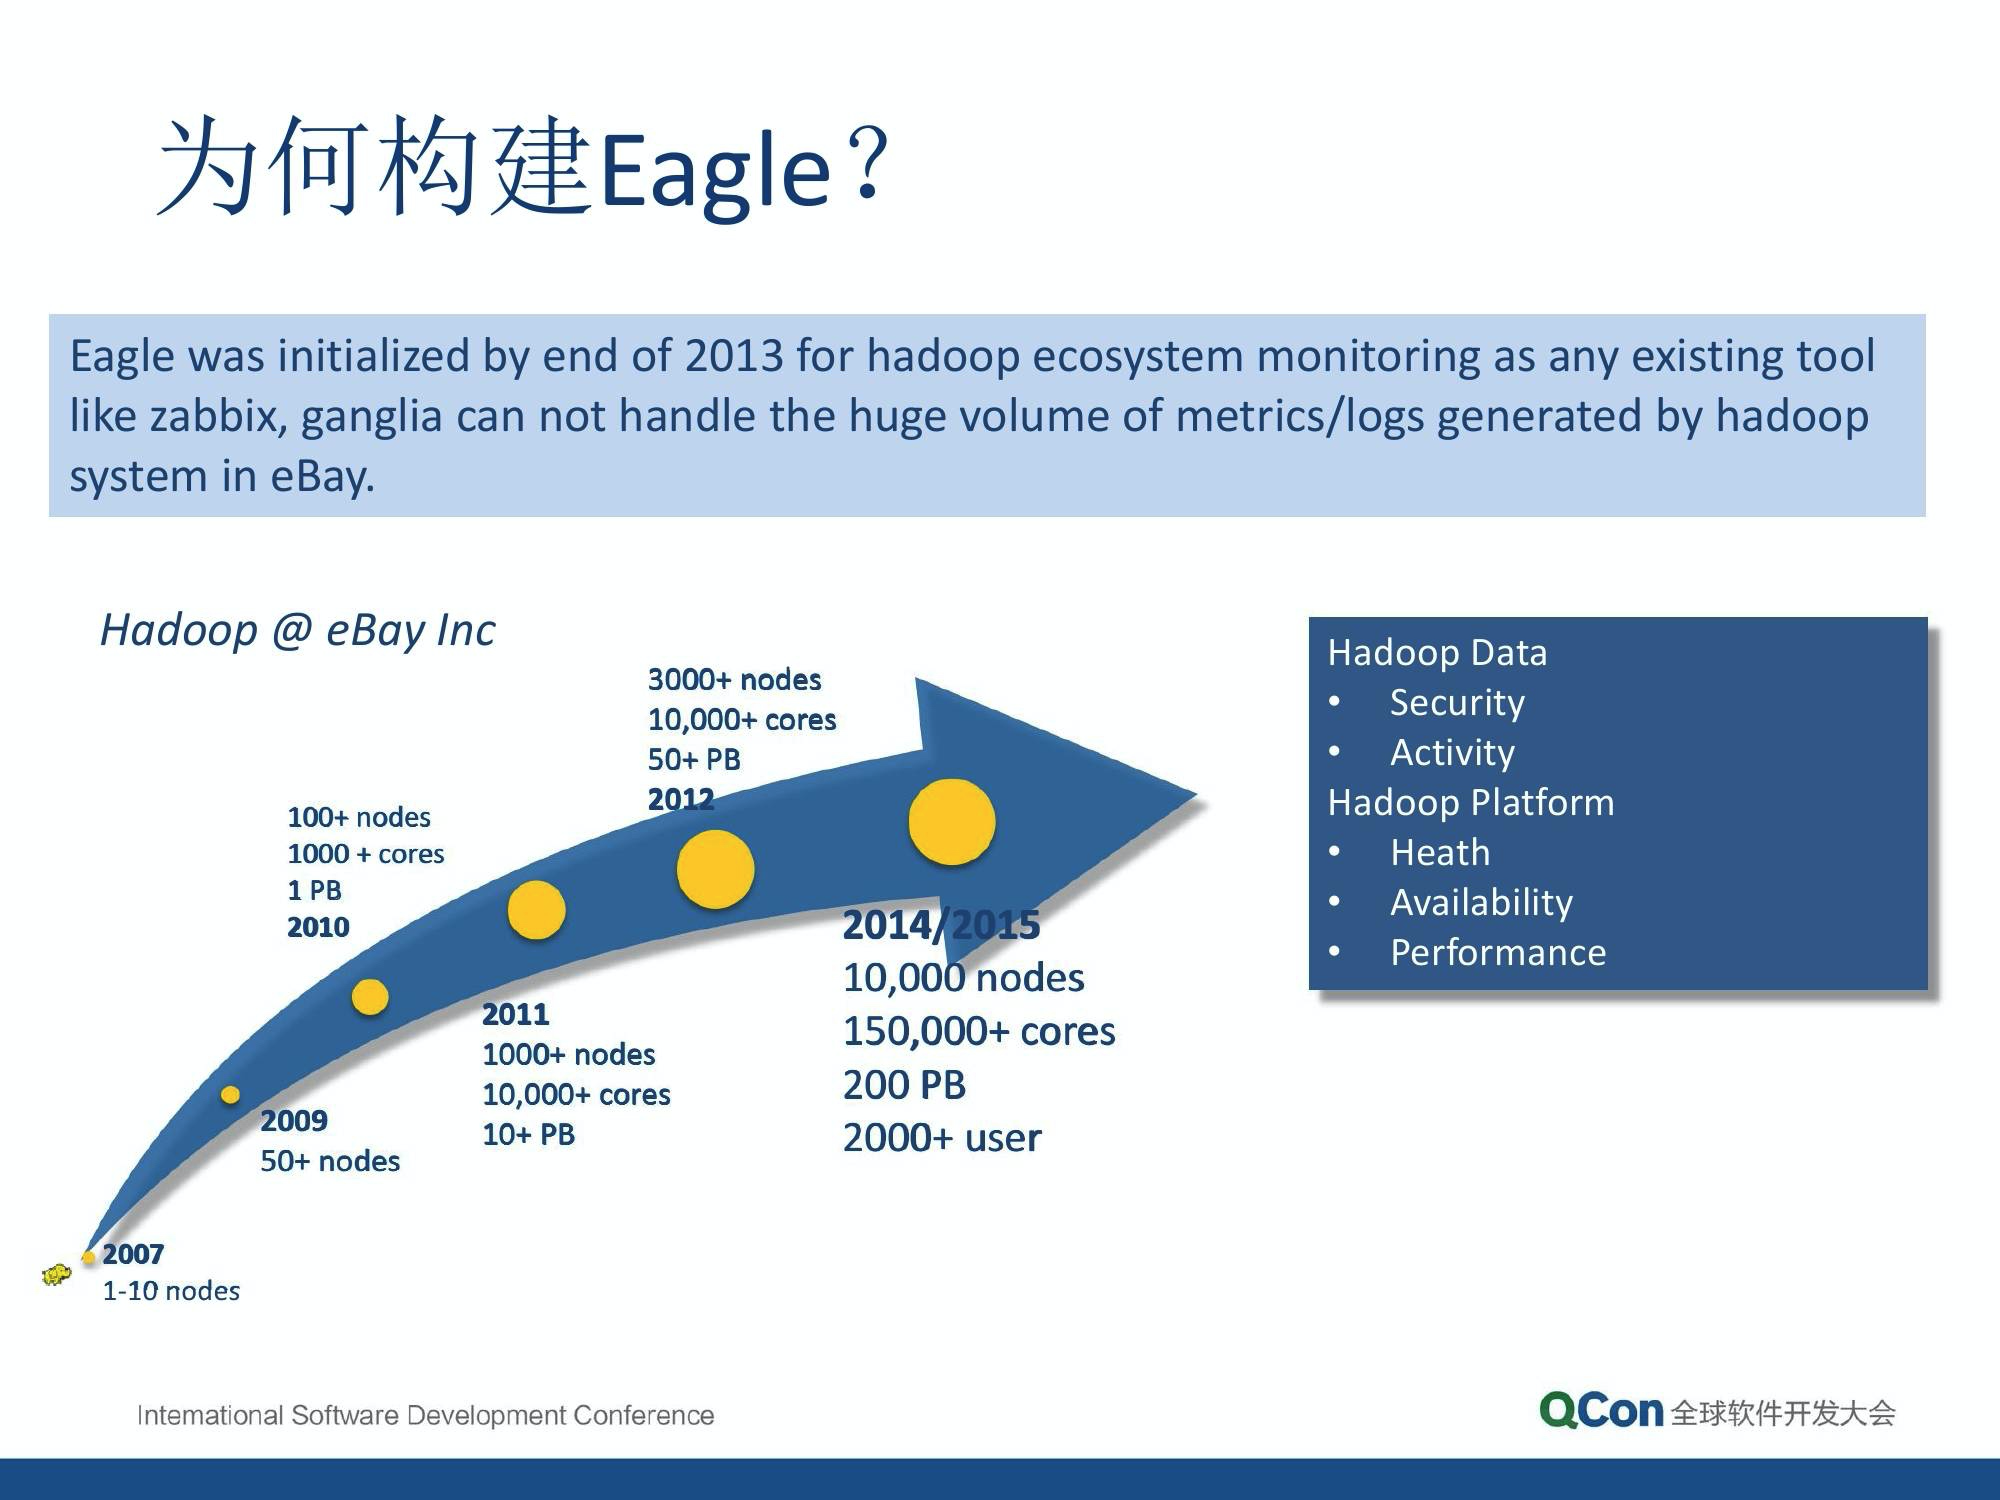 为何构建Eagle？
Eagle was initialized by end of 2013 for hadoop ecosystem monitoring as any existing tool
like zabbix, ganglia can not handle the huge volume of metrics/logs generated by hadoop
system in eBay.
Hadoop @ eBay Inc
3000+ nodes
10,000+ cores
50+ PB
2012
100+ nodes
1000 + cores
1 PB
2010
2014/2015
10,000 nodes
150,000+ cores
200 PB
2000+ user
2011
1000+ nodes
10,000+ cores
10+ PB
2009
50+ nodes
2007
1-10 nodes
Hadoop Data
• Security
• Activity
Hadoop Platform
• Heath
• Availability
• Performance
International Software Development Conference
QCon 全球软件开发大会